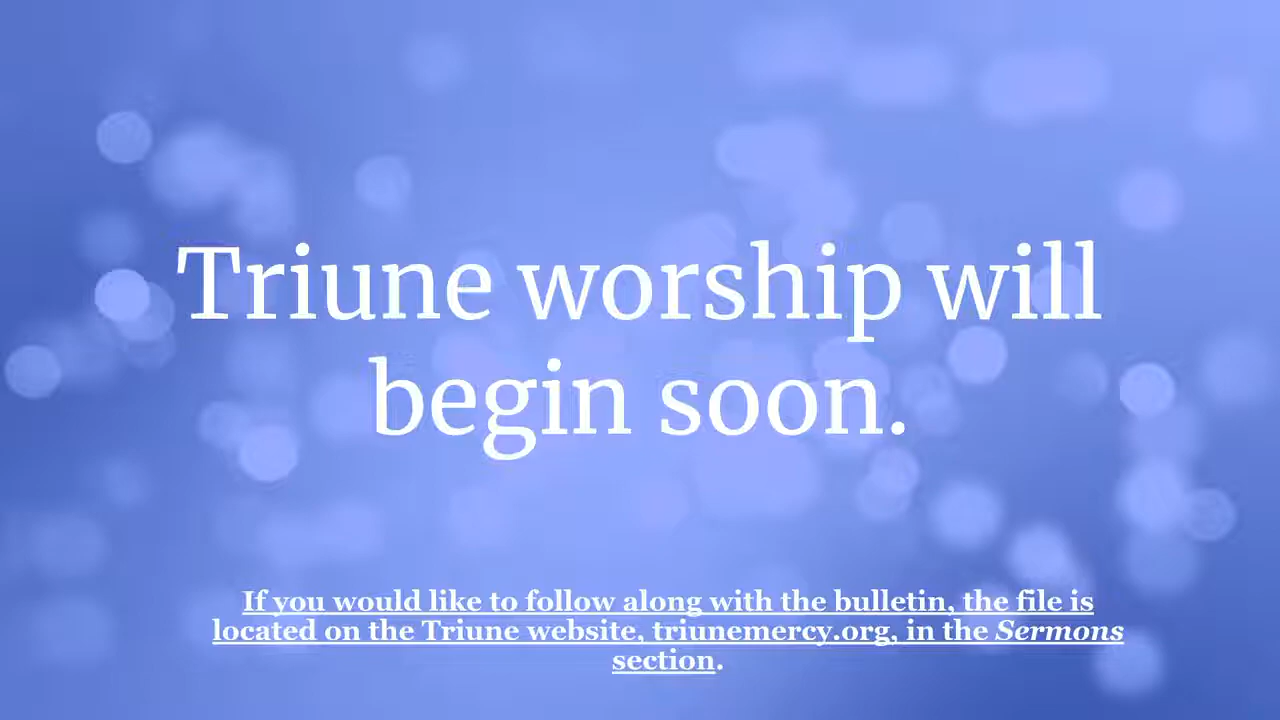 Triune worship will
begin soon.
If you would like to follow along with the bulletin, the file is
located on the Triune website, triunemercy.org, in the Sermons
section.